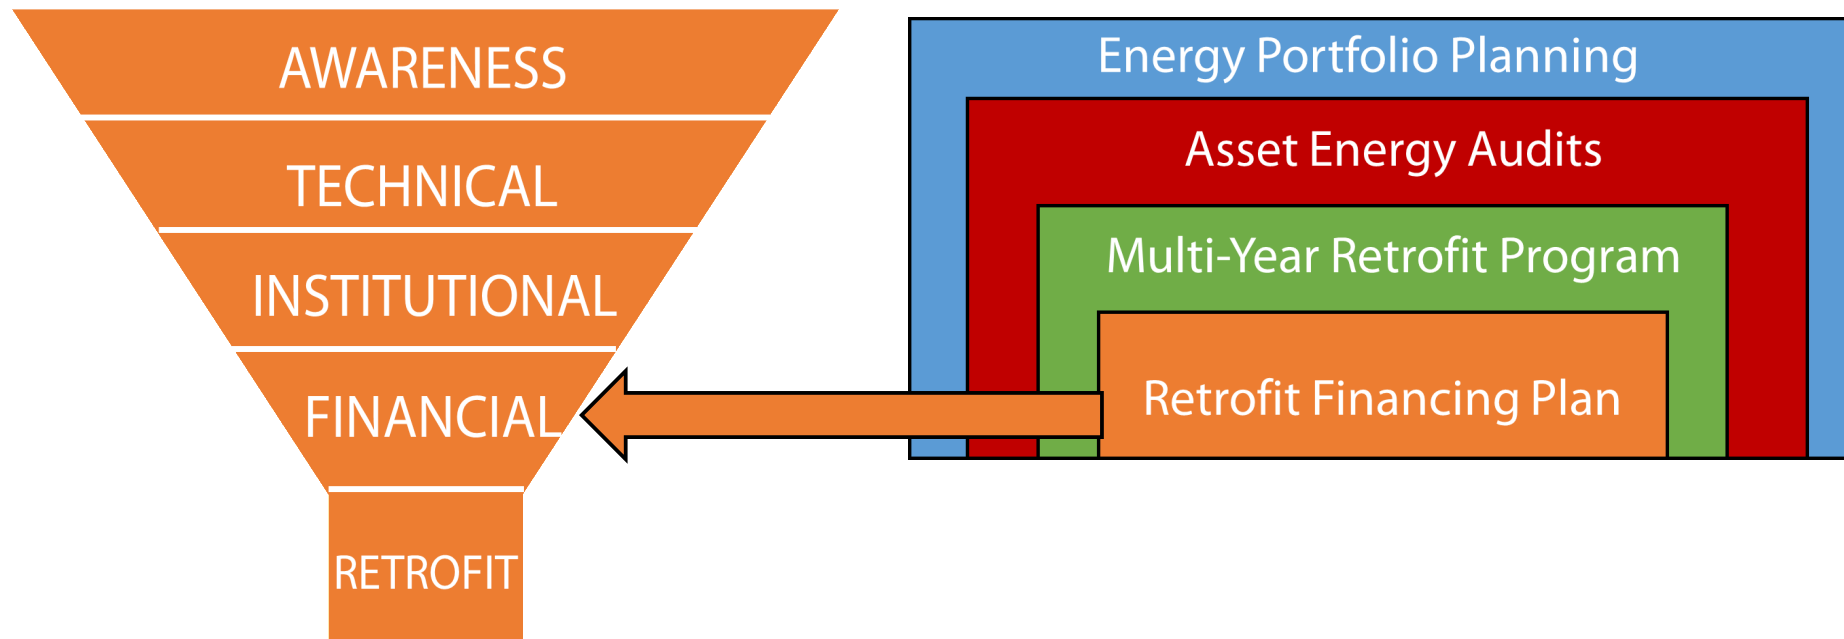 AWARENESS
TECHNICAL
INSTITUTIONAL
FINANCIAL
RETROFIT
Energy Portfolio Planning
Asset Energy Audits
Multi-Year Retrofit Program
Retrofit Financing Plan